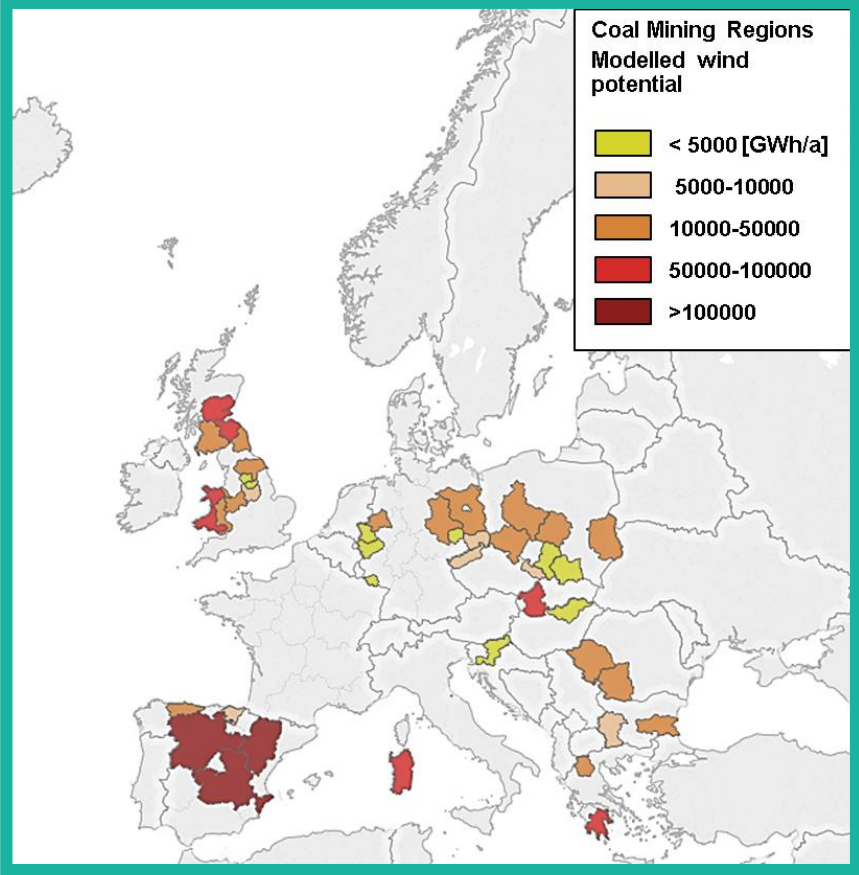 Coal Mining Regions
Modelled wind
potential
< 5000 [GWh/a]
5000-10000
10000-50000
50000-100000
>100000